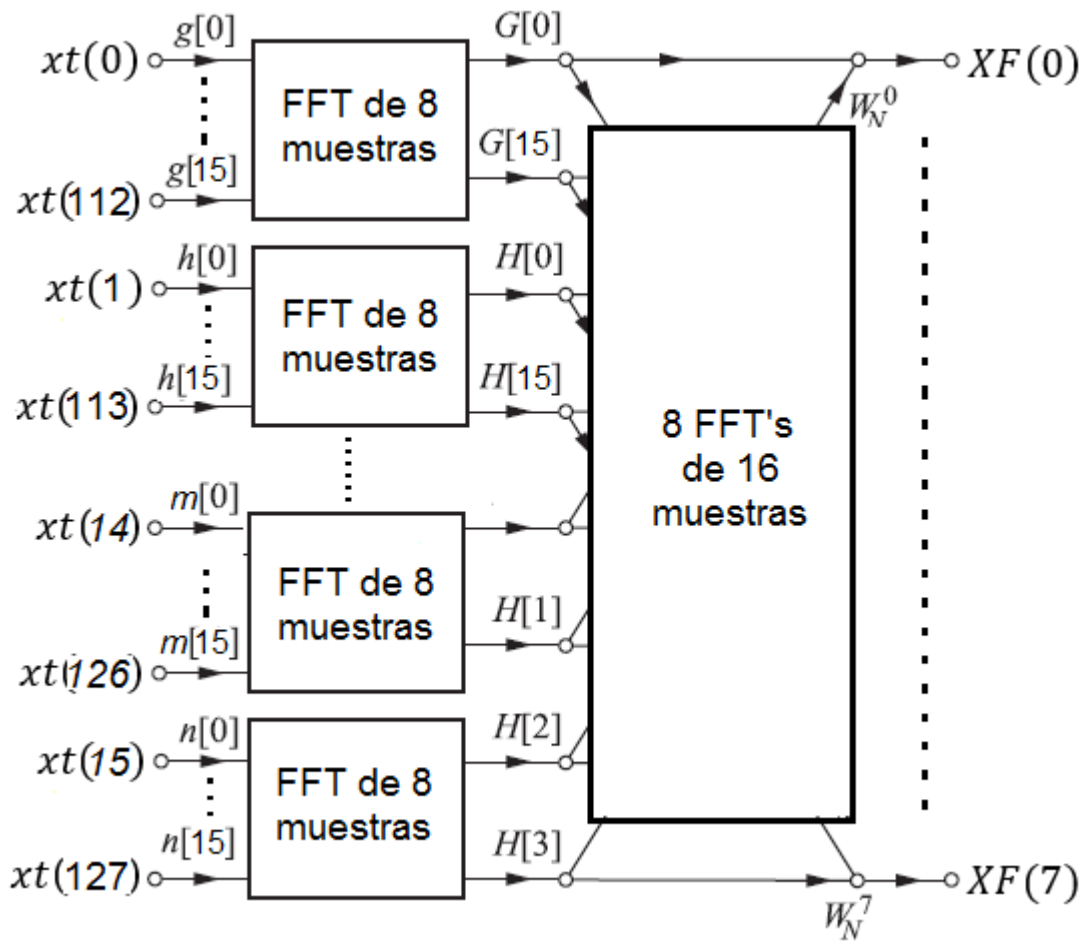 xt(0)
g[0]
FFT de 8
muestras
G[0]
XF(0)
W_N^0
xt(112)
g[15]
G[15]
xt(1)
h[0]
FFT de 8
muestras
H[0]
xt(113)
h[15]
H[15]
8 FFT's
de 16
muestras
xt(14)
m[0]
FFT de 8
muestras
xt(126)
m[15]
H[1]
xt(15)
n[0]
FFT de 8
muestras
H[2]
xt(127)
n[15]
H[3]
XF(7)
W_N^7